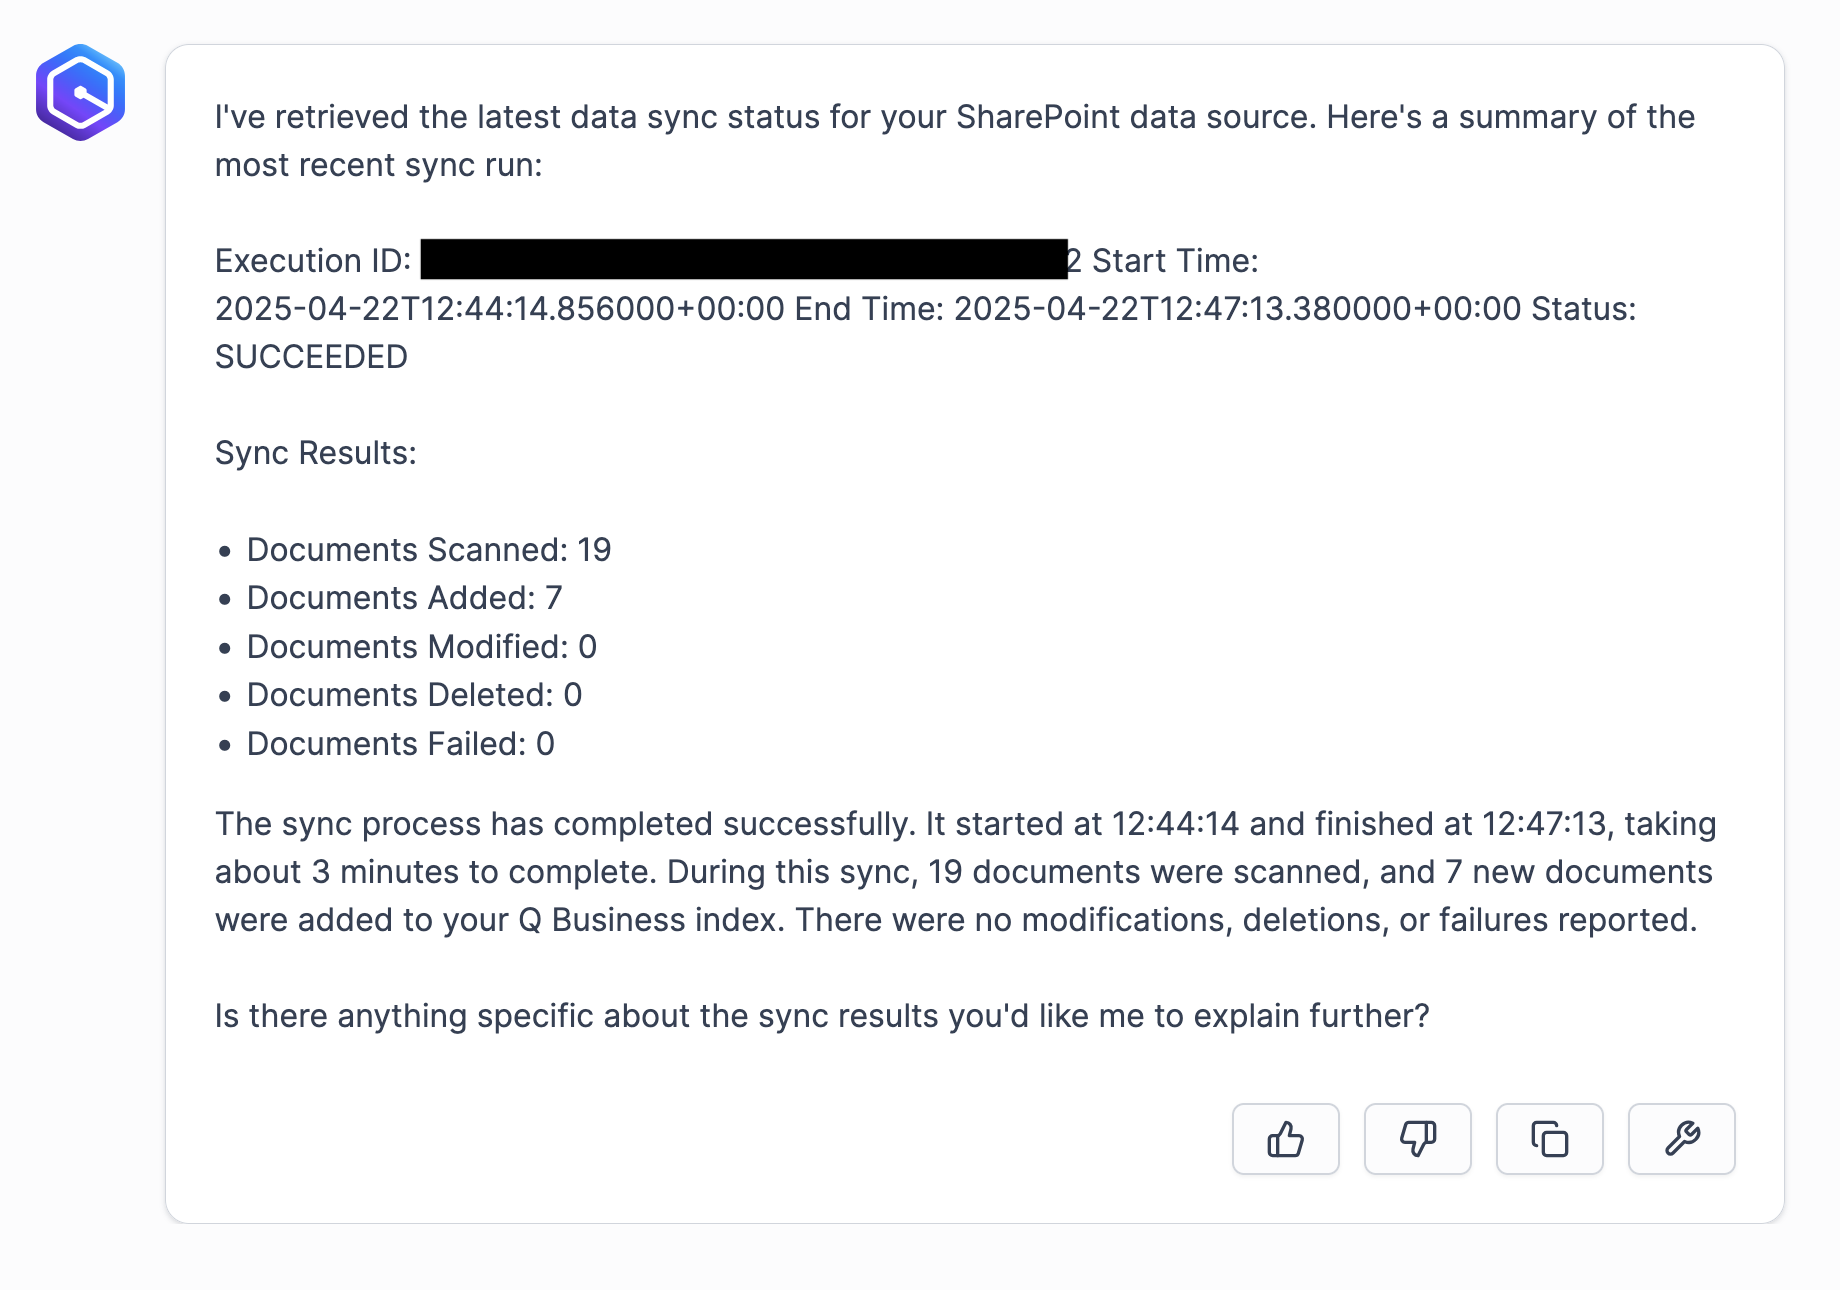 I've retrieved the latest data sync status for your SharePoint data source. Here's a summary of the
most recent sync run:
Execution ID: 2 Start Time:
2025-04-22T12:44:14.856000+00:00 End Time: 2025-04-22T12:47:13.380000+00:00 Status:
SUCCEEDED
Sync Results:
• Documents Scanned: 19
• Documents Added: 7
• Documents Modified: 0
• Documents Deleted: 0
• Documents Failed: 0
The sync process has completed successfully. It started at 12:44:14 and finished at 12:47:13, taking
about 3 minutes to complete. During this sync, 19 documents were scanned, and 7 new documents
were added to your Q Business index. There were no modifications, deletions, or failures reported.
Is there anything specific about the sync results you'd like me to explain further?